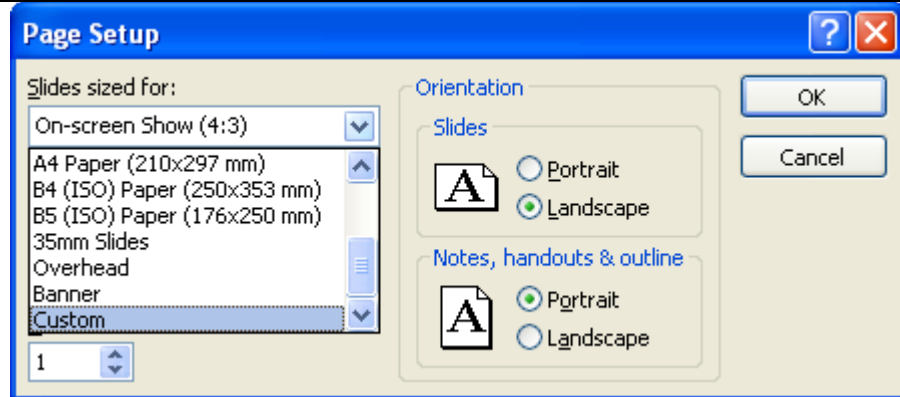 Page Setup
Slides sized for:
On-screen Show (4:3)
A4 Paper (210x297 mm)
B4 (ISO) Paper (250x353 mm)
B5 (ISO) Paper (176x250 mm)
35mm Slides
Overhead
Banner
Custom
1
Orientation
Slides
A
Portrait
Landscape
Notes, handouts & outline
A
Portrait
Landscape
OK
Cancel